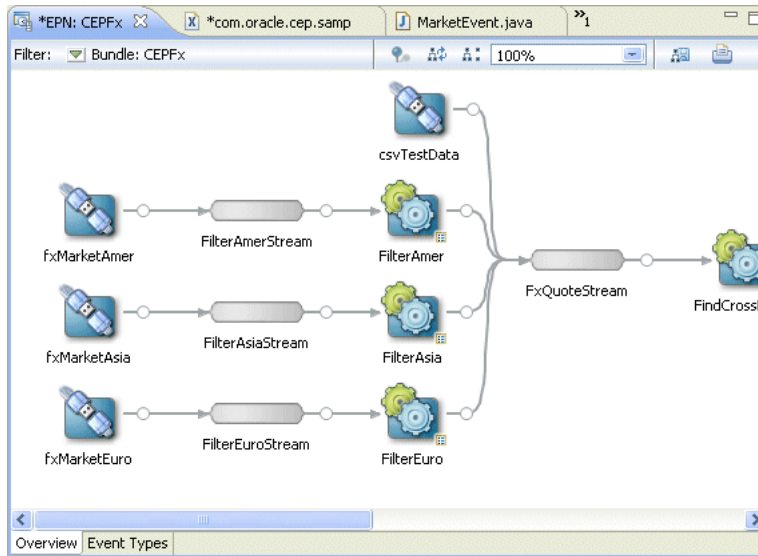 *EPN: CEPFx
*com.oracle.cep.samp
MarketEvent.java
»1
Filter: Bundle: CEPFx
100%
csvTestData
fxMarketAmer
FilterAmerStream
FilterAmer
FxQuoteStream
FindCross
fxMarketAsia
FilterAsiaStream
FilterAsia
fxMarketEuro
FilterEuroStream
FilterEuro
Overview
Event Types